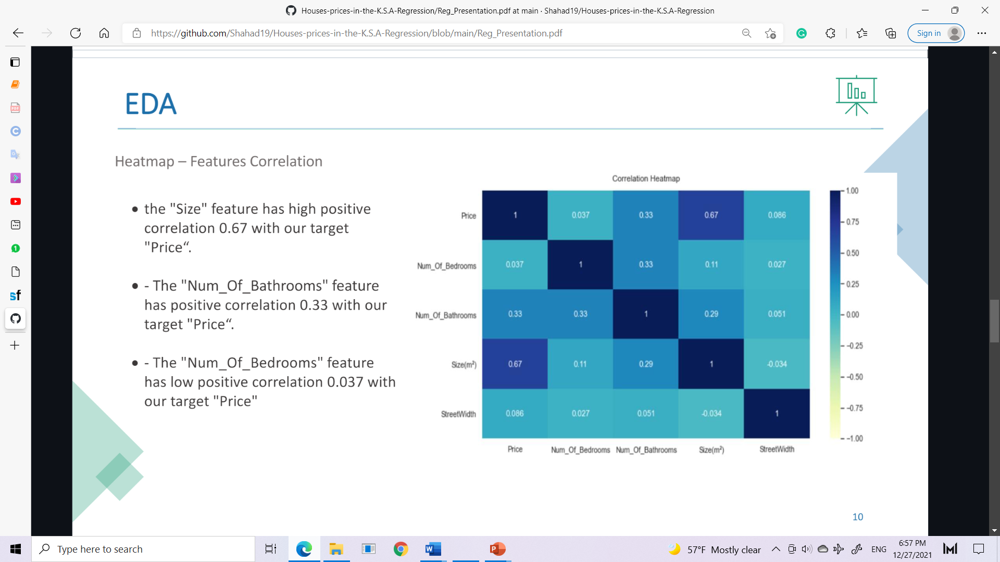 Houses-prices-in-the-K.S.A-Regression/Reg_Presentation.pdf at main · Shahad19/Houses-prices-in-the-K.S.A-Regression
https://github.com/Shahad19/Houses-prices-in-the-K.S.A-Regression/blob/main/Reg_Presentation.pdf
Sign in
EDA
Heatmap – Features Correlation
• the "Size" feature has high positive
correlation 0.67 with our target
"Price“.
• - The "Num_Of_Bathrooms" feature
has positive correlation 0.33 with our
target "Price“.
• - The "Num_Of_Bedrooms" feature
has low positive correlation 0.037 with
our target "Price"
Correlation Heatmap
Price 1 0.037 0.33 0.67 0.086
Num_Of_Bedrooms 0.037 1 0.33 0.11 0.027
Num_Of_Bathrooms 0.33 0.33 1 0.29 0.051
Size(m²) 0.67 0.11 0.29 1 -0.034
StreetWidth 0.086 0.027 0.051 -0.034 1
Price Num_Of_Bedrooms Num_Of_Bathrooms Size(m²) StreetWidth
1.00
0.75
0.50
0.25
0.00
−0.25
−0.50
−0.75
−1.00
10
PDF
sf
1
Type here to search
57°F Mostly clear
ENG
6:57 PM
12/27/2021